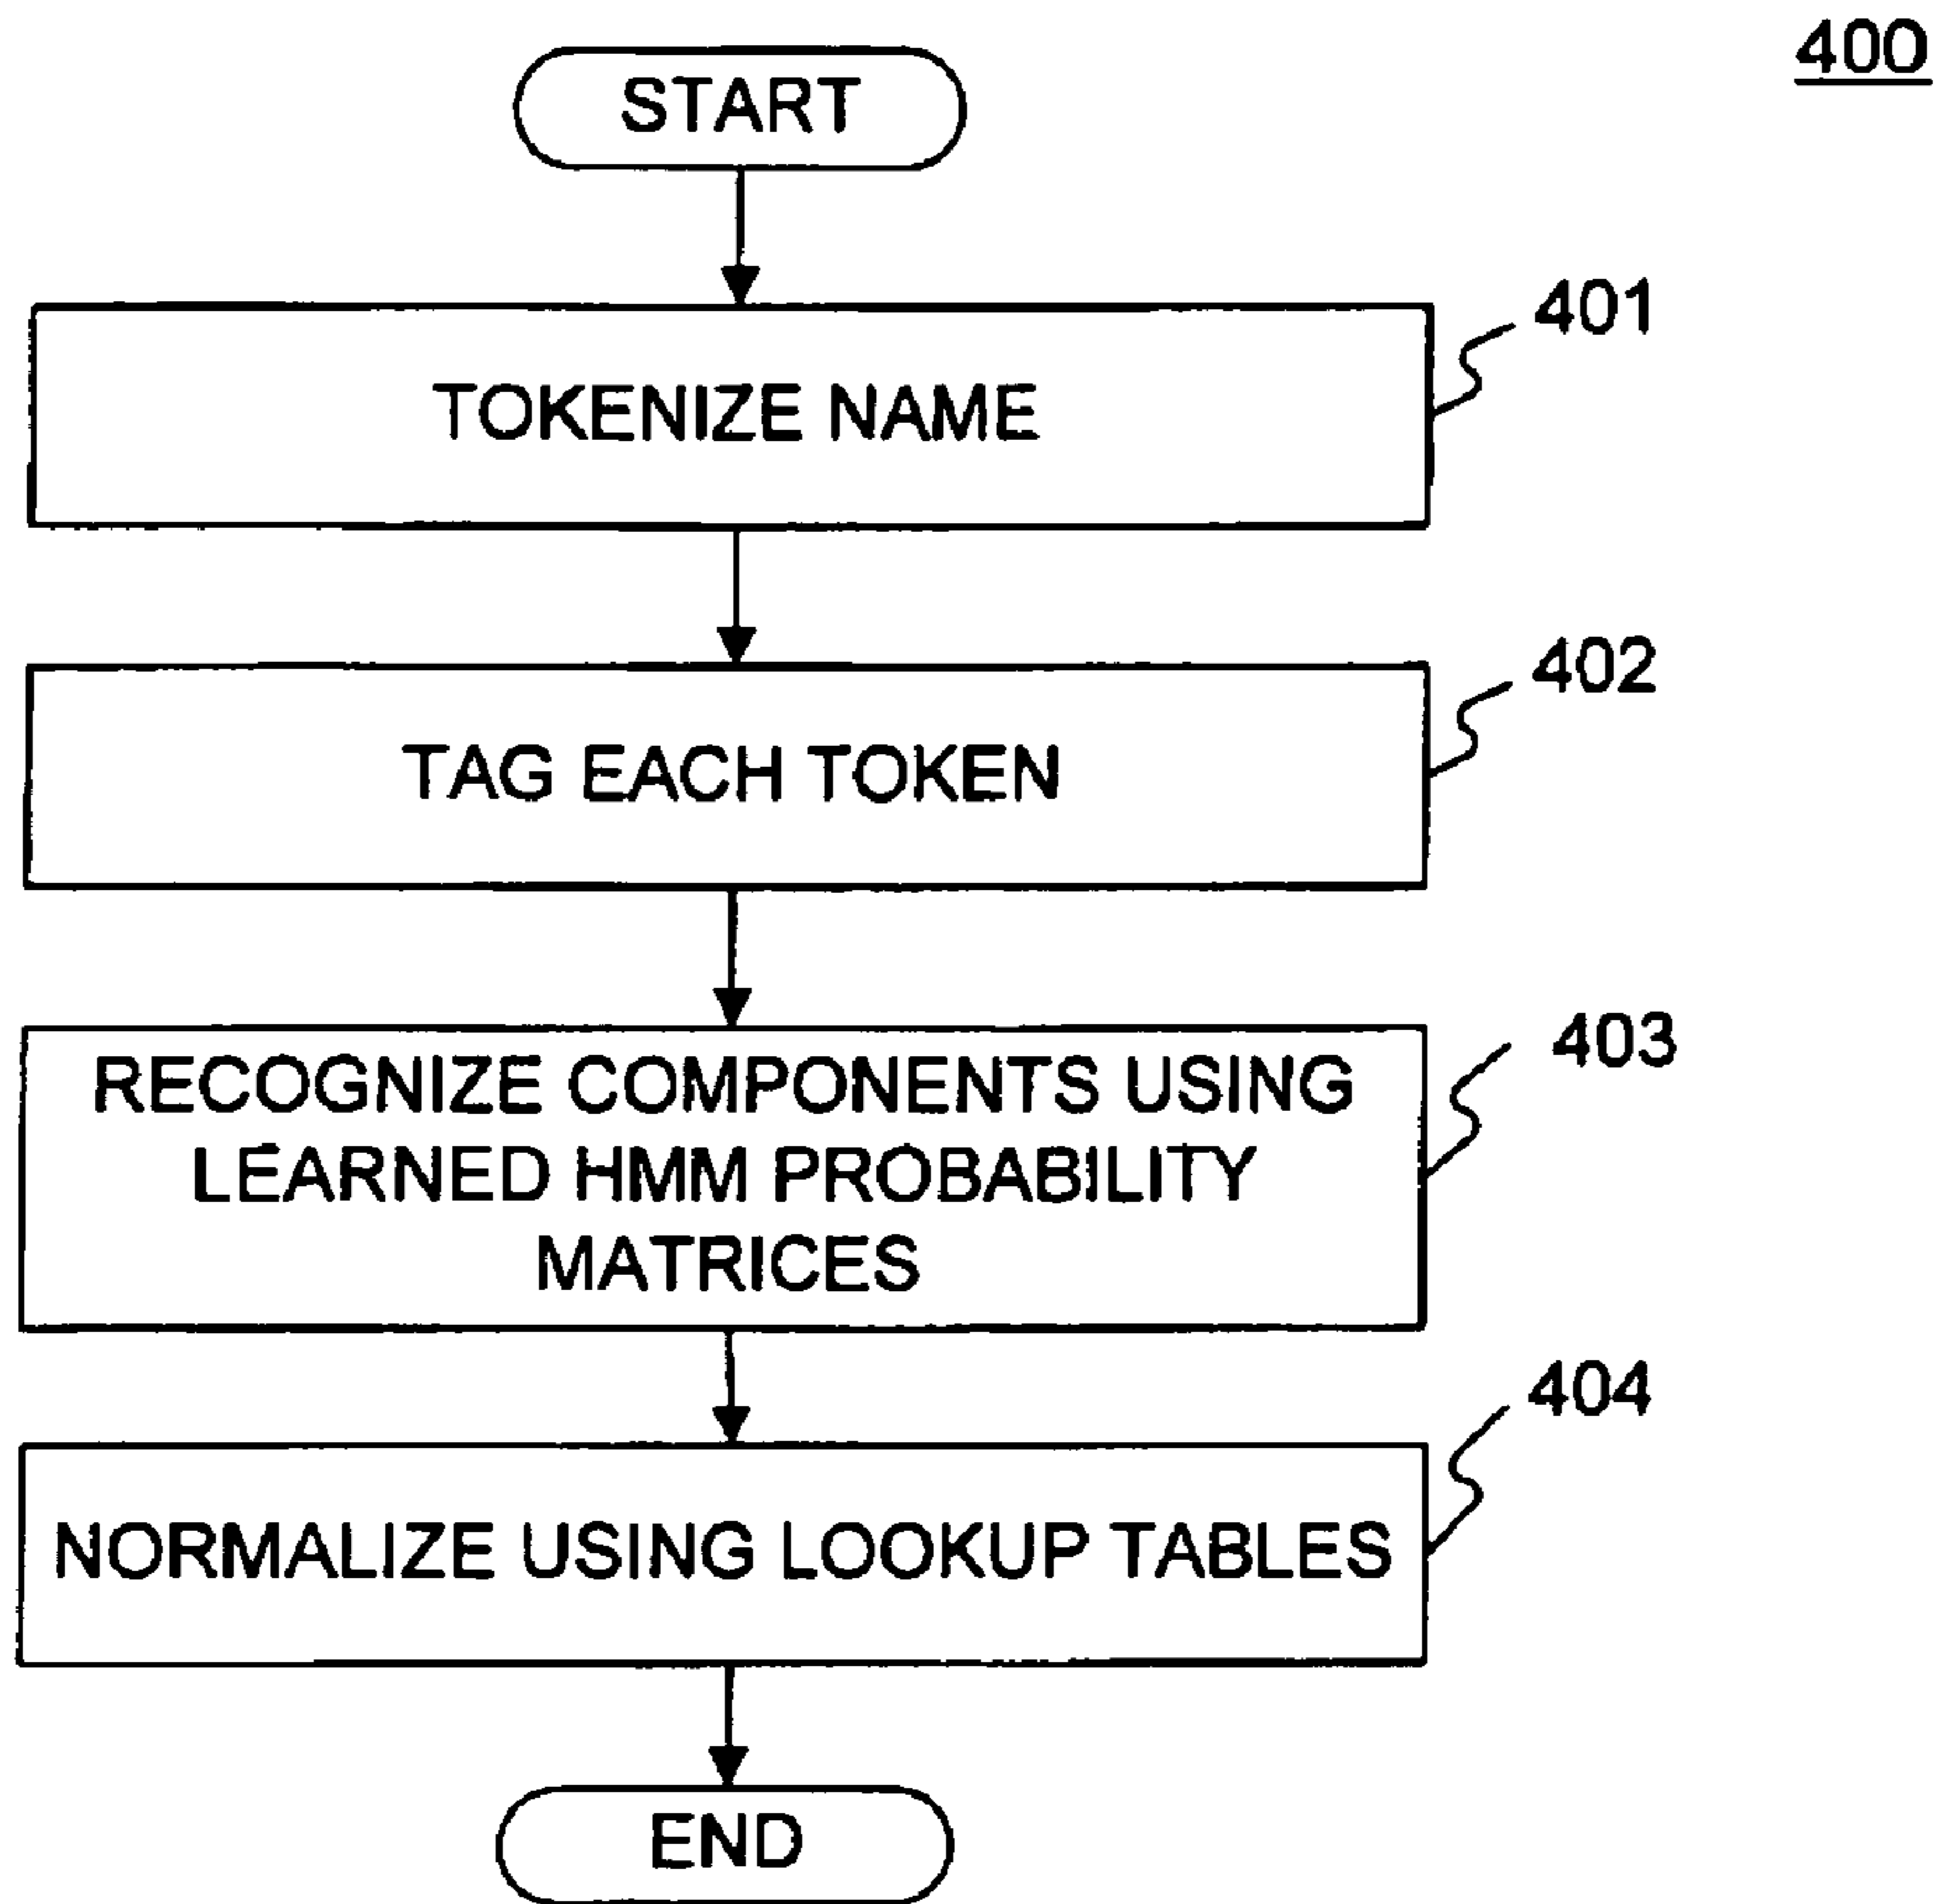 400
START
401
TOKENIZE NAME
402
TAG EACH TOKEN
403
RECOGNIZE COMPONENTS USING
LEARNED HMM PROBABILITY
MATRICES
404
NORMALIZE USING LOOKUP TABLES
END